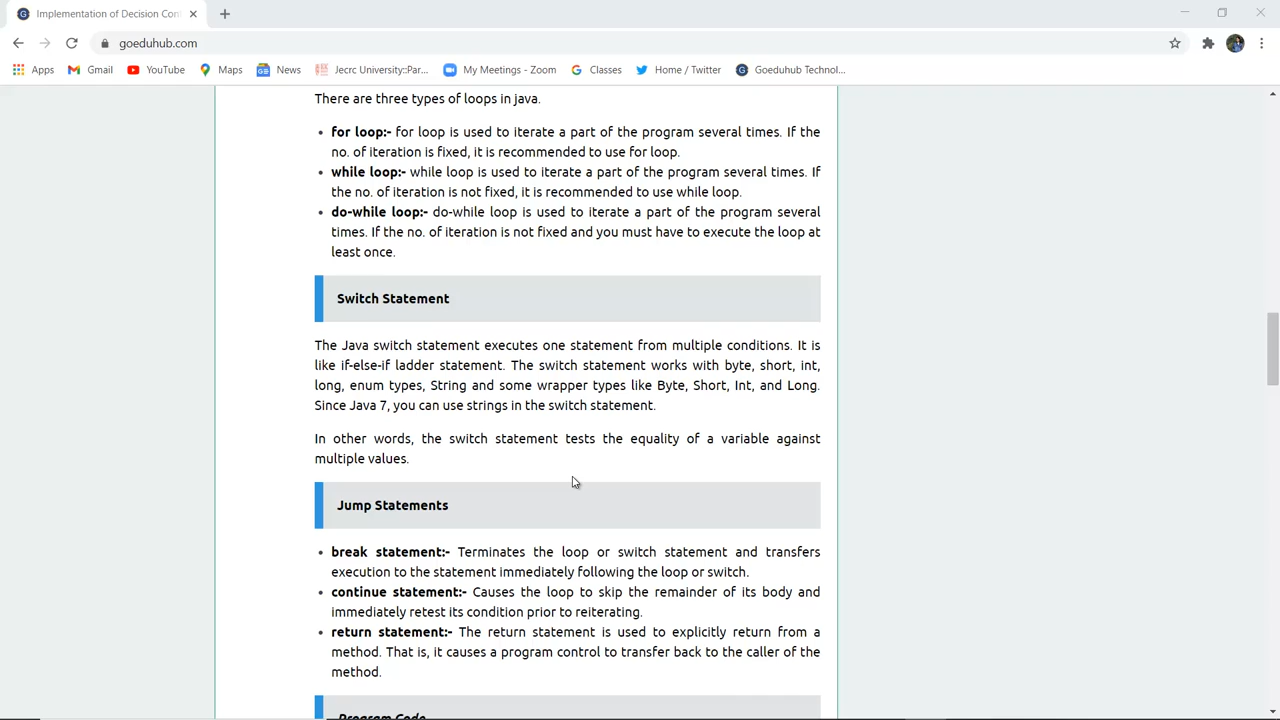 Implementation of Decision Con
goeduhub.com
Apps Gmail YouTube Maps News Jecrc University::Par... My Meetings - Zoom Classes Home / Twitter Goeduhub Technol...
There are three types of loops in java.
for loop:- for loop is used to iterate a part of the program several times. If the
no. of iteration is fixed, it is recommended to use for loop.
while loop:- while loop is used to iterate a part of the program several times. If
the no. of iteration is not fixed, it is recommended to use while loop.
do-while loop:- do-while loop is used to iterate a part of the program several
times. If the no. of iteration is not fixed and you must have to execute the loop at
least once.
Switch Statement
The Java switch statement executes one statement from multiple conditions. It is
like if-else-if ladder statement. The switch statement works with byte, short, int,
long, enum types, String and some wrapper types like Byte, Short, Int, and Long.
Since Java 7, you can use strings in the switch statement.
In other words, the switch statement tests the equality of a variable against
multiple values.
Jump Statements
break statement:- Terminates the loop or switch statement and transfers
execution to the statement immediately following the loop or switch.
continue statement:- Causes the loop to skip the remainder of its body and
immediately retest its condition prior to reiterating.
return statement:- The return statement is used to explicitly return from a
method. That is, it causes a program control to transfer back to the caller of the
method.
Program Code